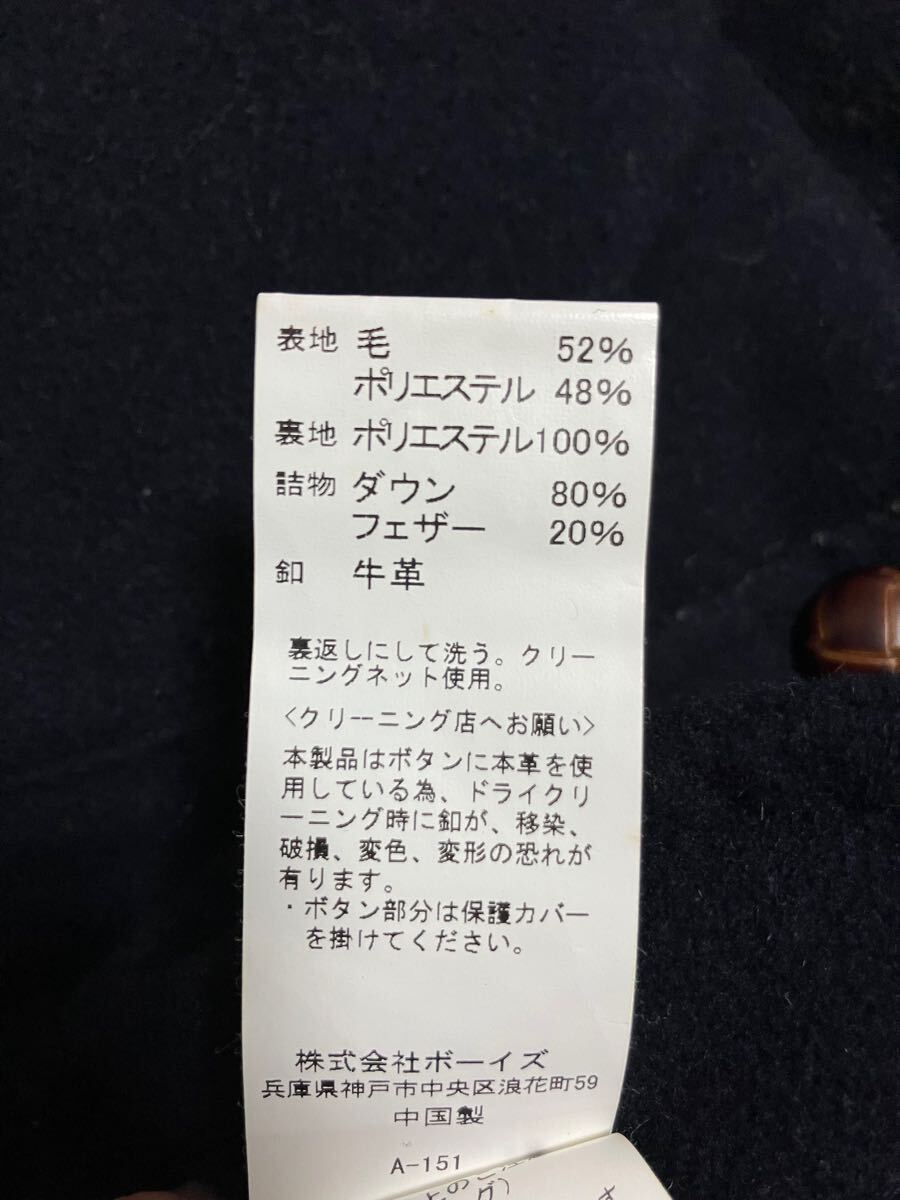 表地 毛 52%
ポリエステル 48%
裏地 ポリエステル100%
詰物 ダウン 80%
フェザー 20%
釦 牛革
裏返しにして洗う。クリー
ニングネット使用。
<クリーニング店へお願い>
本製品はボタンに本革を使
用している為、ドライクリ
ーニング時に釦が、移染、
破損、変色、変形の恐れが
有ります。
・ボタン部分は保護カバー
を掛けてください。
株式会社ボーイズ
兵庫県神戸市中央区浪花町59
中国製
A-151